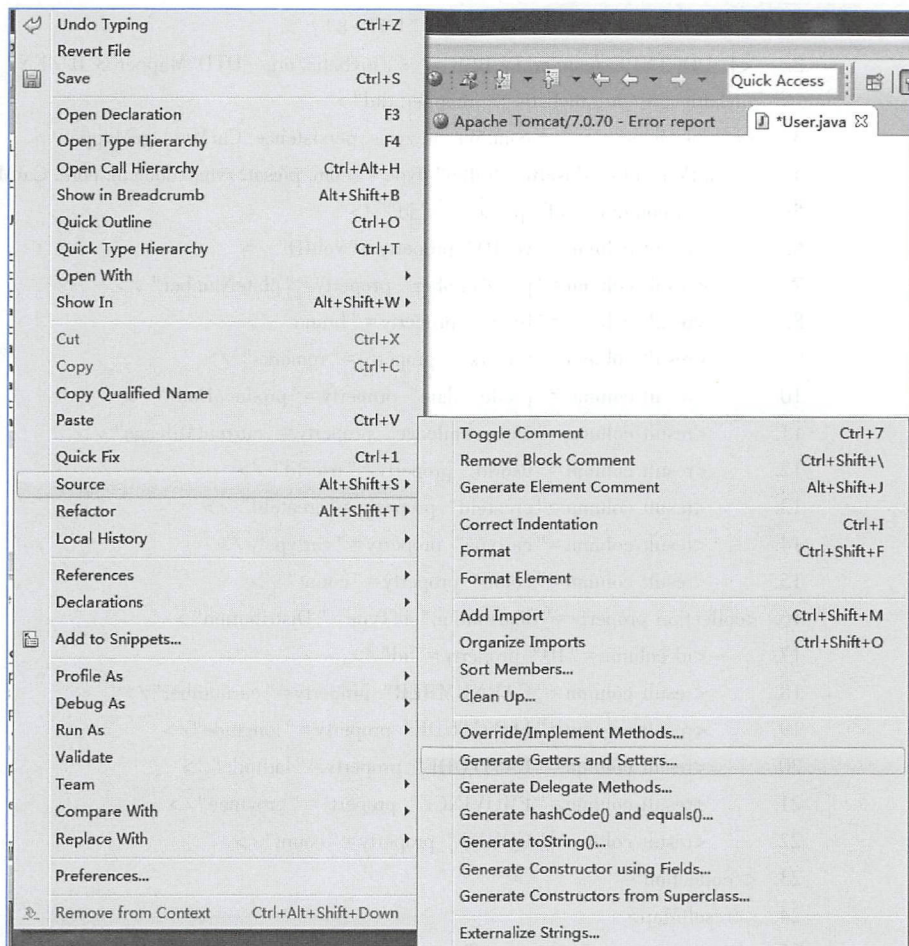 Undo Typing Ctrl+Z
Revert File
Save Ctrl+S
Open Declaration F3
Open Type Hierarchy F4
Open Call Hierarchy Ctrl+Alt+H
Show in Breadcrumb Alt+Shift+B
Quick Outline Ctrl+O
Quick Type Hierarchy Ctrl+T
Open With
Show In Alt+Shift+W
Cut Ctrl+X
Copy Ctrl+C
Copy Qualified Name
Paste Ctrl+V
Quick Fix Ctrl+1
Source Alt+Shift+S
Refactor Alt+Shift+T
Local History
References
Declarations
Add to Snippets...
Profile As
Debug As
Run As
Validate
Team
Compare With
Replace With
Preferences...
Remove from Context Ctrl+Alt+Shift+Down
Quick Access
Apache Tomcat/7.0.70 - Error report
*User.java
Toggle Comment Ctrl+7
Remove Block Comment Ctrl+Shift+\
Generate Element Comment Alt+Shift+J
Correct Indentation Ctrl+I
Format Ctrl+Shift+F
Format Element
Add Import Ctrl+Shift+M
Organize Imports Ctrl+Shift+O
Sort Members...
Clean Up...
Override/Implement Methods...
Generate Getters and Setters...
Generate Delegate Methods...
Generate hashCode() and equals()...
Generate toString()...
Generate Constructor using Fields...
Generate Constructors from Superclass...
Externalize Strings...